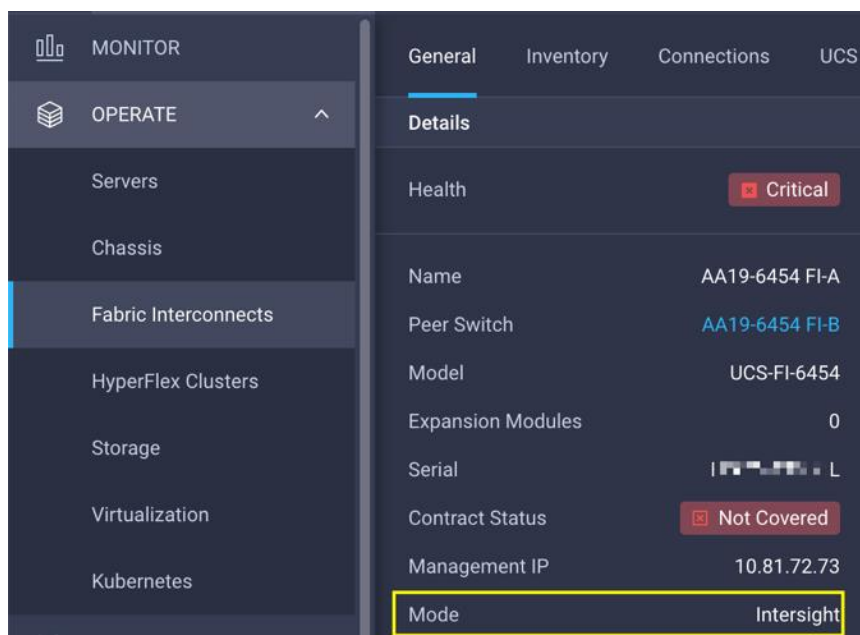 MONITOR
OPERATE
Servers
Chassis
Fabric Interconnects
HyperFlex Clusters
Storage
Virtualization
Kubernetes
General Inventory Connections UCS
Details
Health Critical
Name AA19-6454 FI-A
Peer Switch AA19-6454 FI-B
Model UCS-FI-6454
Expansion Modules 0
Serial
Contract Status Not Covered
Management IP 10.81.72.73
Mode Intersight